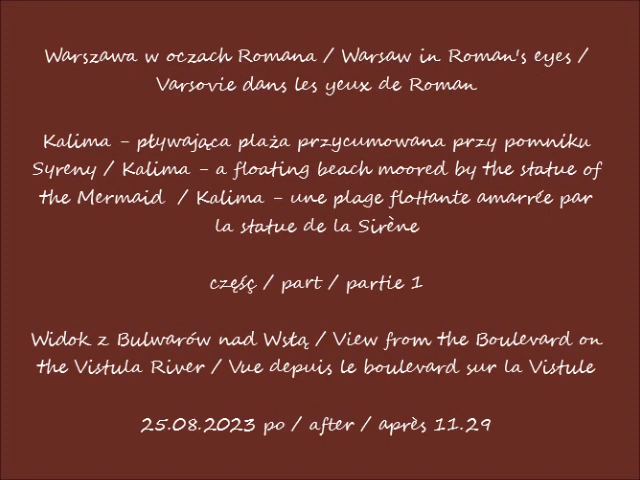 Warszawa w oczach Romana / Warsaw in Roman's eyes /
Varsovie dans les yeux de Roman
Kalima - pływająca plaża przycumowana przy pomniku
Syreny / Kalima - a floating beach moored by the statue of
the Mermaid / Kalima - une plage flottante amarrée par
la statue de la Sirène
częśç / part / partie 1
Widok z Bulwarów nad Wsłą / View from the Boulevard on
the Vistula River / Vue depuis le boulevard sur la Vistule
25.08.2023 po / after / après 11.29